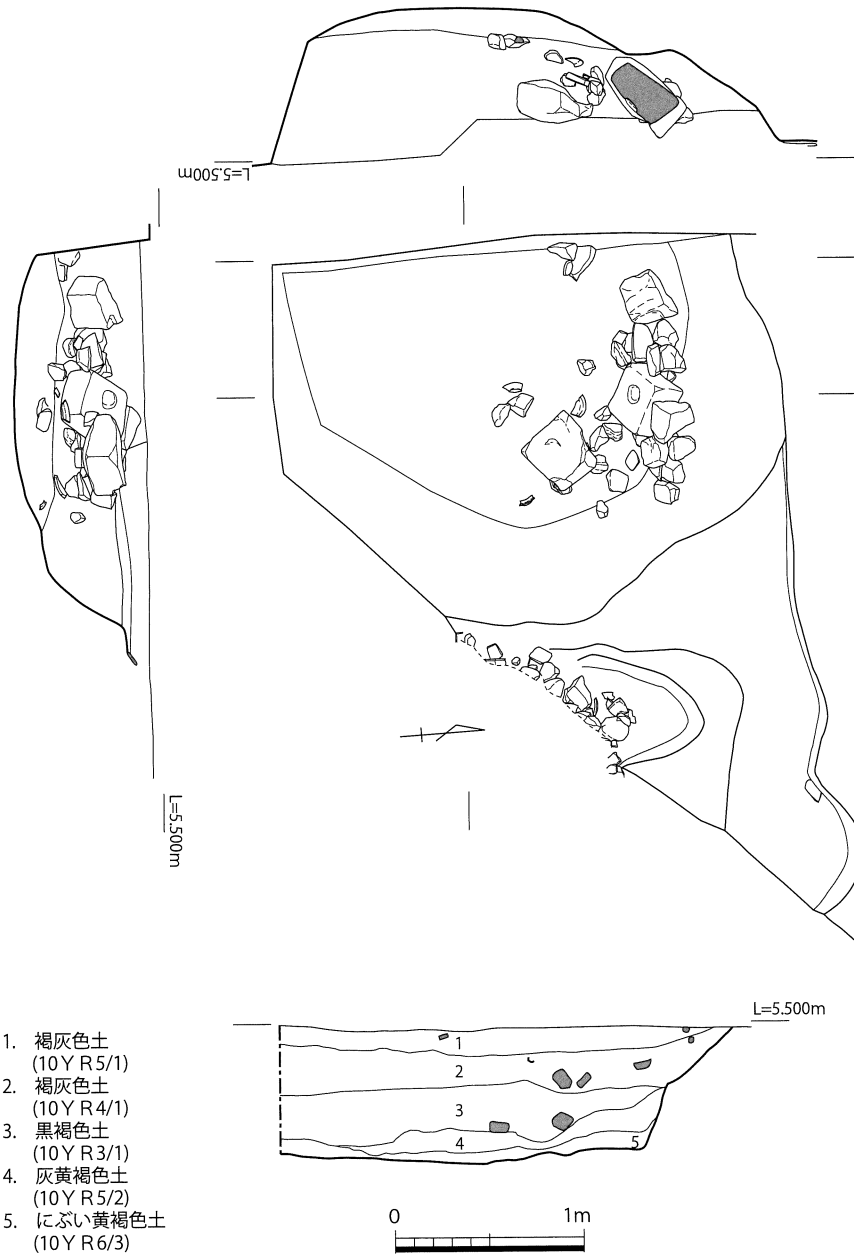 L=5.500m
L=5.500m
L=5.500m
1. 褐灰色土
(10ＹＲ5/1)
2. 褐灰色土
(10ＹＲ4/1)
3. 黒褐色土
(10ＹＲ3/1)
4. 灰黄褐色土
(10ＹＲ5/2)
5. にぶい黄褐色土
(10ＹＲ6/3)
1
2
3
4
5
0
1m